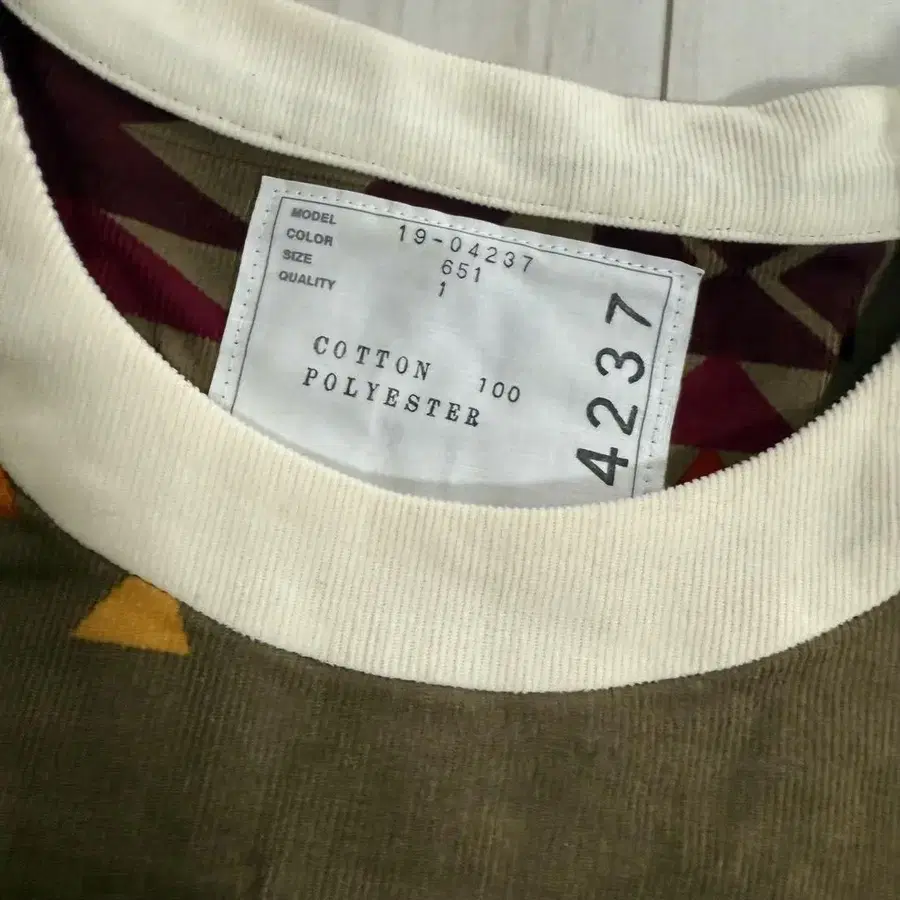 MODEL 19-04237
COLOR 651
SIZE 1
QUALITY
COTTON 100
POLYESTER
4237